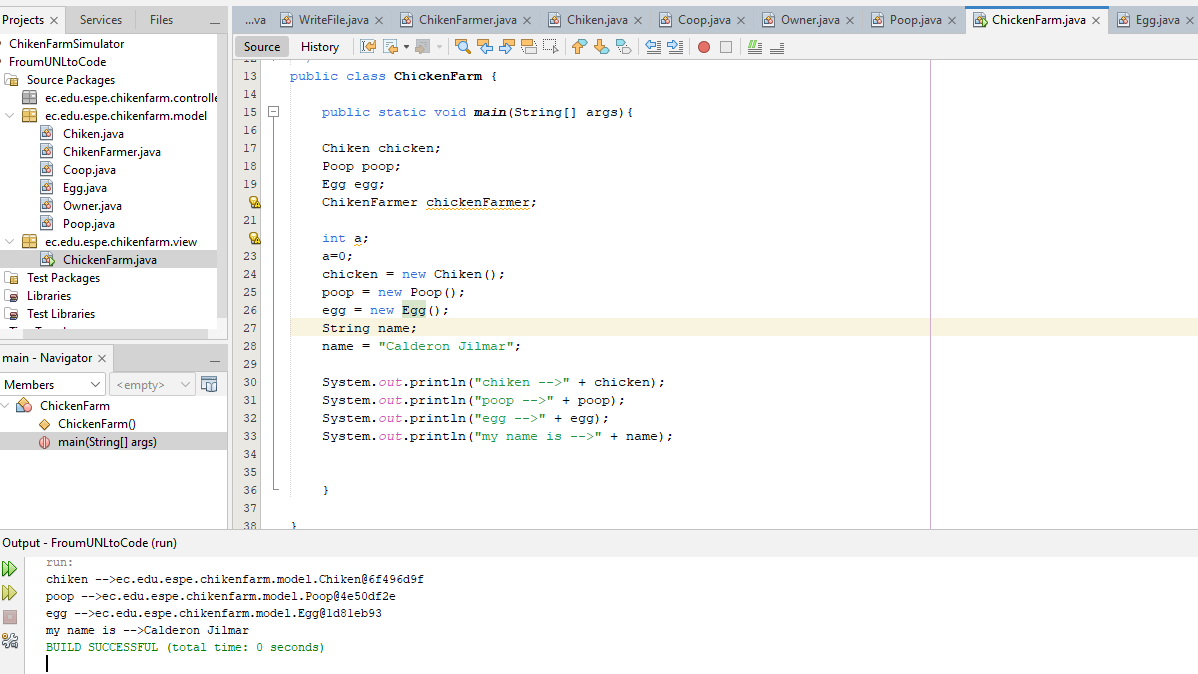 Projects Services Files
...va WriteFile.java ChikenFarmer.java Chiken.java Coop.java Owner.java Poop.java ChickenFarm.java Egg.java
Source History
ChikenFarmSimulator
FroumUNLtoCode
Source Packages
ec.edu.espe.chikenfarm.controlle
ec.edu.espe.chikenfarm.model
Chiken.java
ChikenFarmer.java
Coop.java
Egg.java
Owner.java
Poop.java
ec.edu.espe.chikenfarm.view
ChickenFarm.java
Test Packages
Libraries
Test Libraries
main - Navigator
Members <empty>
ChickenFarm
ChickenFarm()
main(String[] args)
13 public class ChickenFarm {
14
15 public static void main(String[] args){
16
17 Chiken chicken;
18 Poop poop;
19 Egg egg;
ChikenFarmer chickenFarmer;
21
int a;
23 a=0;
24 chicken = new Chiken();
25 poop = new Poop();
26 egg = new Egg();
27 String name;
28 name = "Calderon Jilmar";
29
30 System.out.println("chiken -->" + chicken);
31 System.out.println("poop -->" + poop);
32 System.out.println("egg -->" + egg);
33 System.out.println("my name is -->" + name);
34
35
36 }
37
38 }
Output - FroumUNLtoCode (run)
run:
chiken -->ec.edu.espe.chikenfarm.model.Chiken@6f496d9f
poop -->ec.edu.espe.chikenfarm.model.Poop@4e50df2e
egg -->ec.edu.espe.chikenfarm.model.Egg@1d81eb93
my name is -->Calderon Jilmar
BUILD SUCCESSFUL (total time: 0 seconds)